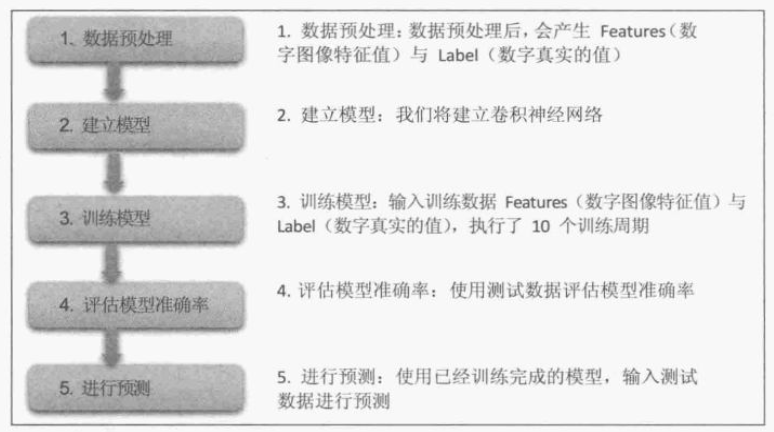 1、数据预处理
1. 数据预处理：数据预处理后，会产生 Features（数
字图像特征值）与 Label（数字真实的值）
2. 建立模型
2. 建立模型：我们将建立卷积神经网络
3. 训练模型
3. 训练模型：输入训练数据 Features（数字图像特征值）与
Label（数字真实的值），执行了 10 个训练周期
4. 评估模型准确率
4. 评估模型准确率：使用测试数据评估模型准确率
5. 进行预测
5. 进行预测：使用已经训练完成的模型，输入测试
数据进行预测